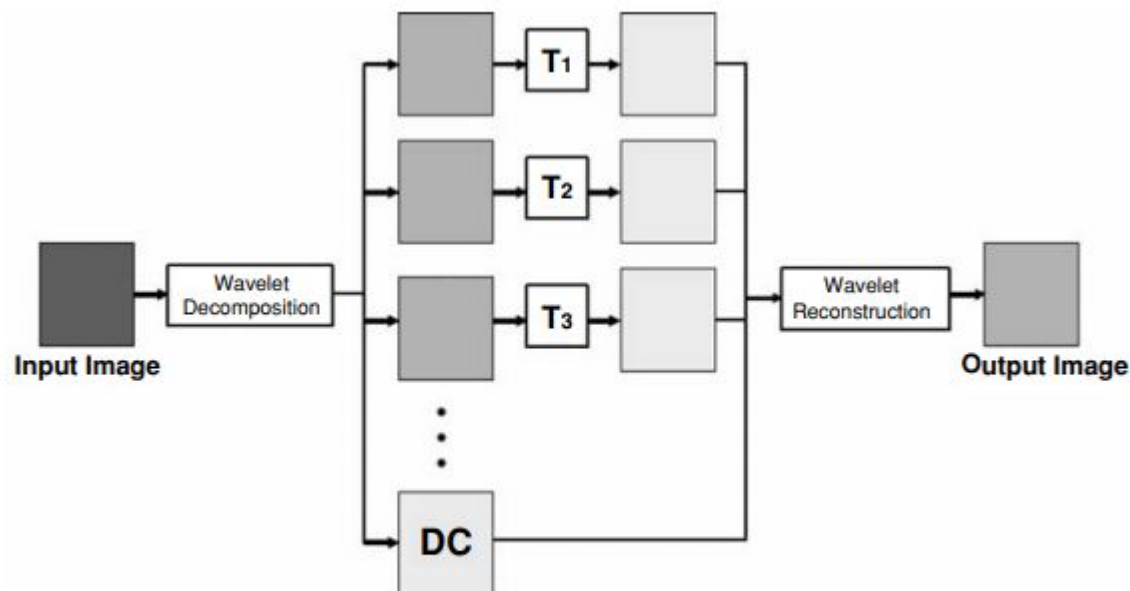 T1
T2
Wavelet
Decomposition
T3
Wavelet
Reconstruction
Input Image
Output Image
DC